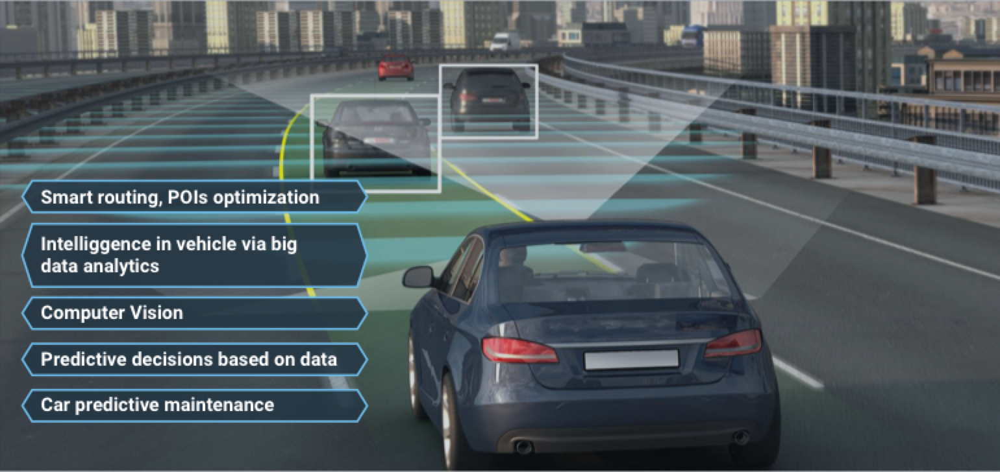 Smart routing, POIs optimization
Intelliggence in vehicle via big
data analytics
Computer Vision
Predictive decisions based on data
Car predictive maintenance